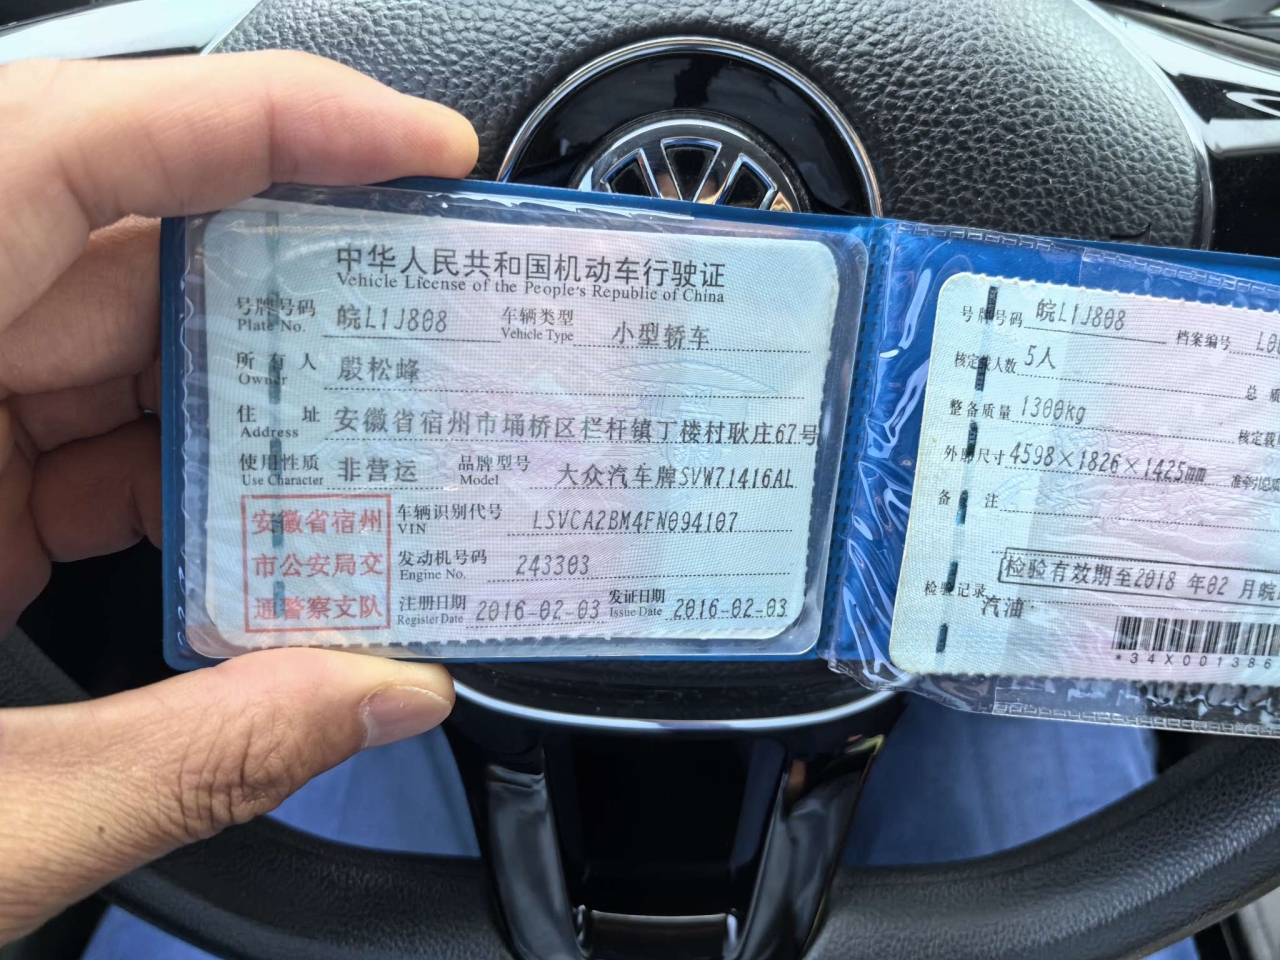 中华人民共和国机动车行驶证
Vehicle License of the People's Republic of China
号牌号码 皖L1J808 车辆类型 小型轿车
Plate No. Vehicle Type
所有人 殷松峰
Owner
住址 安徽省宿州市埇桥区栏杆镇丁楼村耿庄67号
Address
使用性质 非营运 品牌型号 大众汽车牌SVW71416AL
Use Character Model
安徽省宿州
市公安局交
通警察支队
车辆识别代号 LSVCA2BM4FN094107
VIN
发动机号码 243303
Engine No.
注册日期 2016-02-03 发证日期 2016-02-03
Register Date Issue Date
号牌号码 皖L1J808 档案编号
核定载人数 5人 总质
整备质量 1300kg 核定载
外廓尺寸 4598×1826×1425mm
备注
检验有效期至2018年02月皖
检验记录
汽油
*34X001386